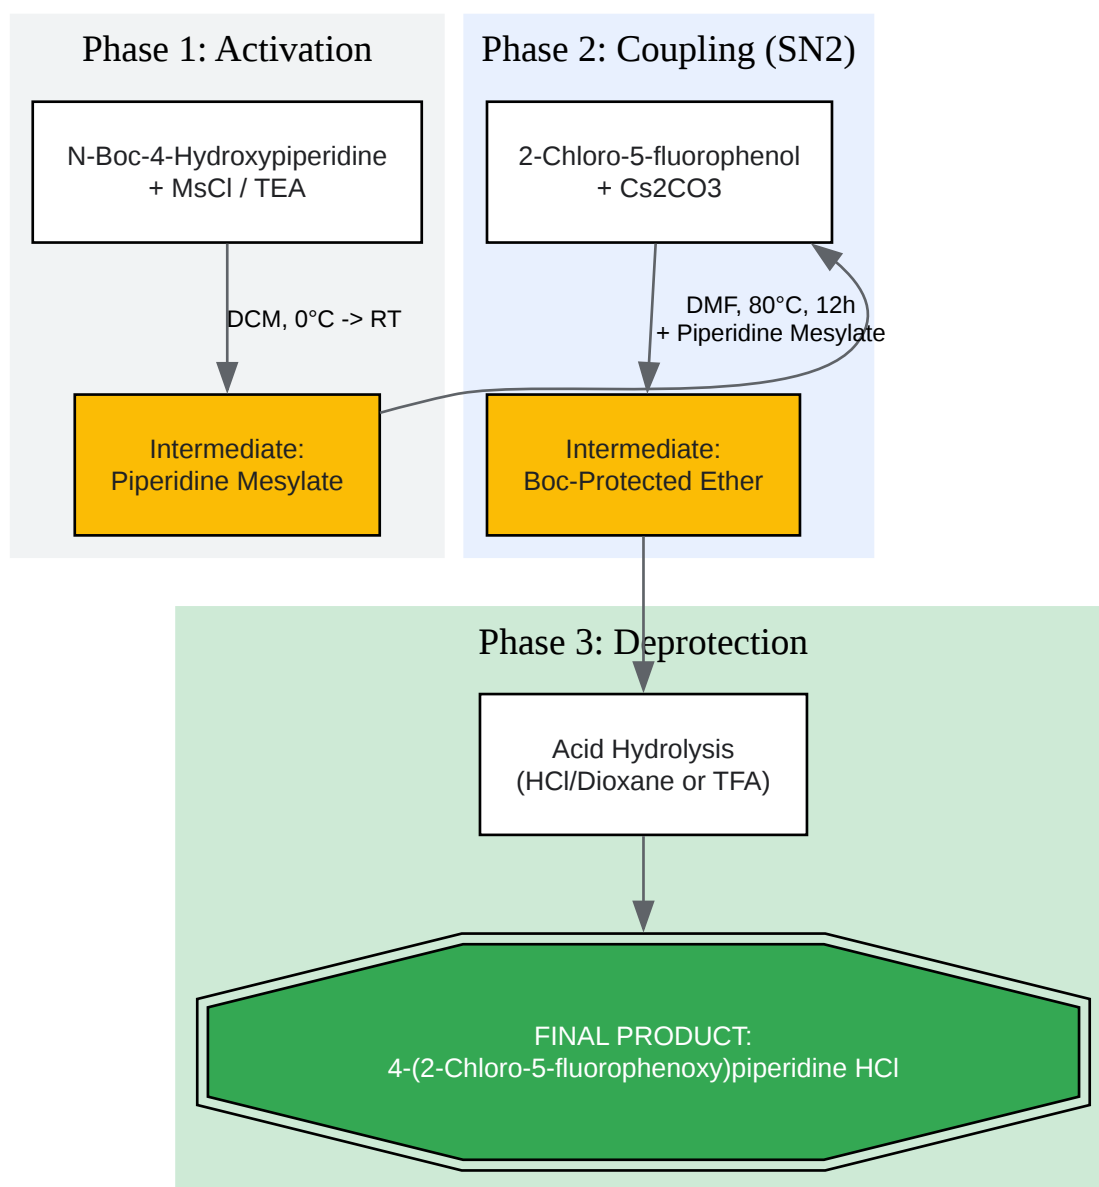 Phase 1: Activation
N-Boc-4-Hydroxypiperidine
+ MsCl / TEA
DCM, 0°C -> RT
Intermediate:
Piperidine Mesylate
Phase 2: Coupling (SN2)
2-Chloro-5-fluorophenol
+ Cs2CO3
DMF, 80°C, 12h
+ Piperidine Mesylate
Intermediate:
Boc-Protected Ether
Phase 3: Deprotection
Acid Hydrolysis
(HCl/Dioxane or TFA)
FINAL PRODUCT:
4-(2-Chloro-5-fluorophenoxy)piperidine HCl